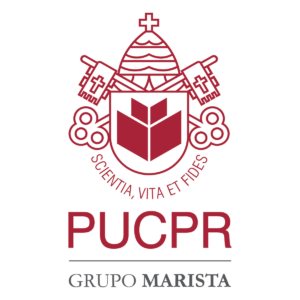 SCIENTIA, VITA ET FIDES
PUCPR
GRUPO MARISTA